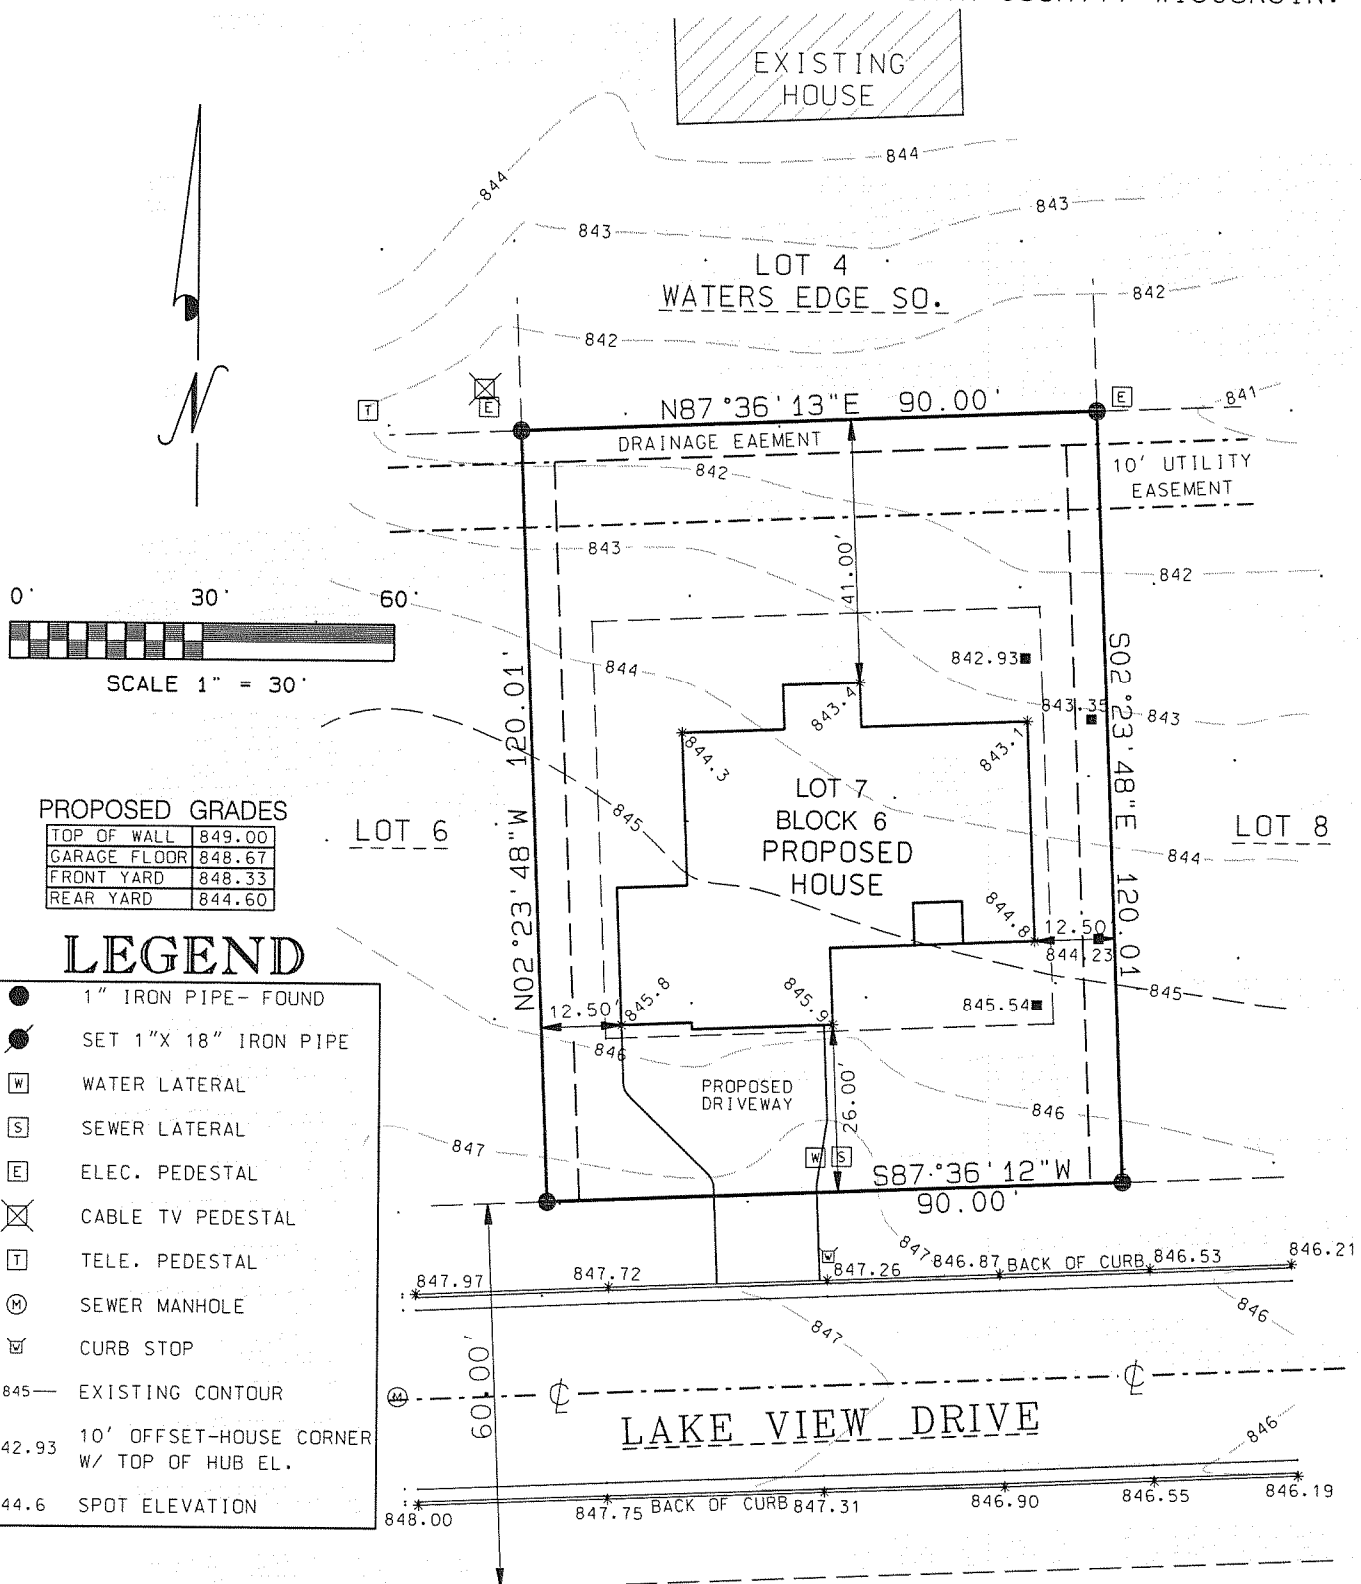 EXISTING
HOUSE
844
844
843
843
LOT 4
WATERS EDGE SO.
842
842
T
E
E
841
N87°36'13"E 90.00'
DRAINAGE EAEMENT
842
10' UTILITY
EASEMENT
N
843
842
41.00'
0' 30' 60'
SCALE 1" = 30'
844
842.93
843.35
843
843.4
844.3
843.1
N02°23'48"W 120.01'
S02°23'48"E 120.01
LOT 7
BLOCK 6
PROPOSED
HOUSE
845
LOT 6
LOT 8
844
PROPOSED GRADES
TOP OF WALL 849.00
GARAGE FLOOR 848.67
FRONT YARD 848.33
REAR YARD 844.60
844.8
12.50'
844.23
845
845.54
12.50'
845.8
845.9
846
846
PROPOSED
DRIVEWAY
26.00'
847
W S
S87°36'12"W
90.00'
LEGEND
1" IRON PIPE- FOUND
SET 1"X 18" IRON PIPE
W WATER LATERAL
S SEWER LATERAL
E ELEC. PEDESTAL
CABLE TV PEDESTAL
T TELE. PEDESTAL
M SEWER MANHOLE
W CURB STOP
845 EXISTING CONTOUR
42.93 10' OFFSET-HOUSE CORNER
W/ TOP OF HUB EL.
44.6 SPOT ELEVATION
W
847
847.97
847.72
847.26
846.87
BACK OF CURB
846.53
846.21
847
846
60.00'
M
LAKE VIEW DRIVE
846
848.00
847.75
BACK OF CURB
847.31
846.90
846.55
846.19